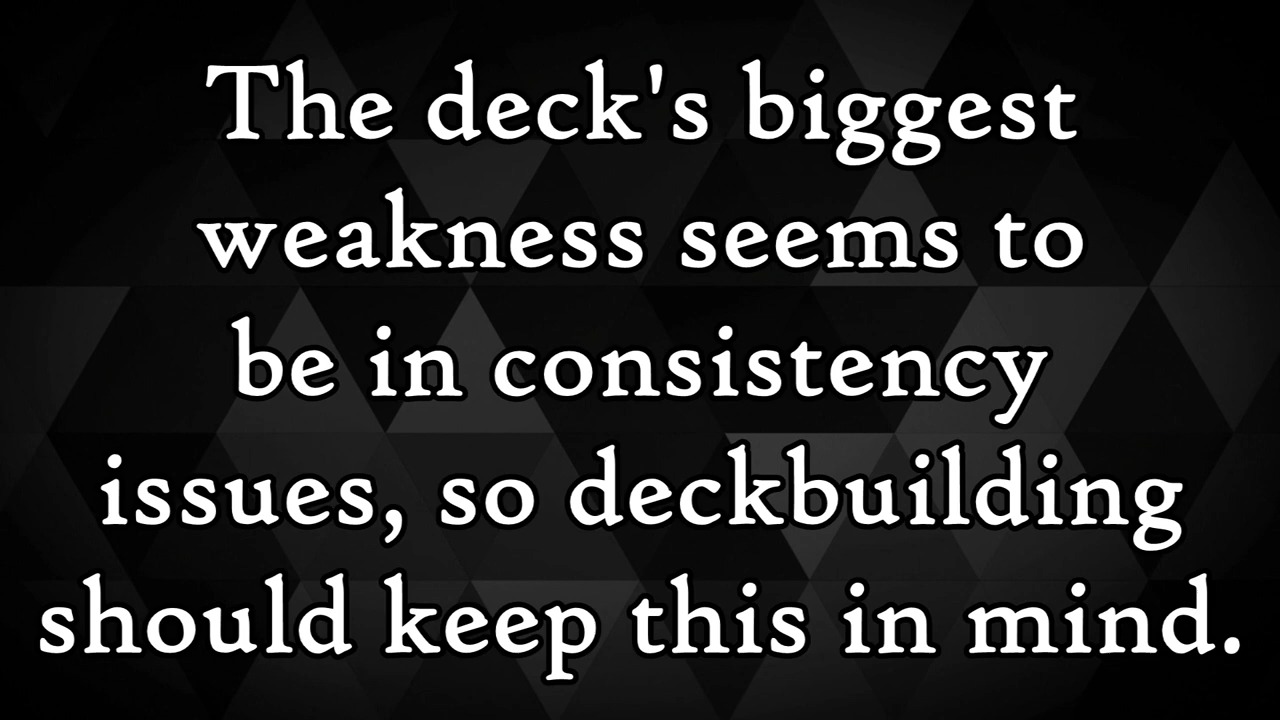 The deck's biggest
weakness seems to
be in consistency
issues, so deckbuilding
should keep this in mind.